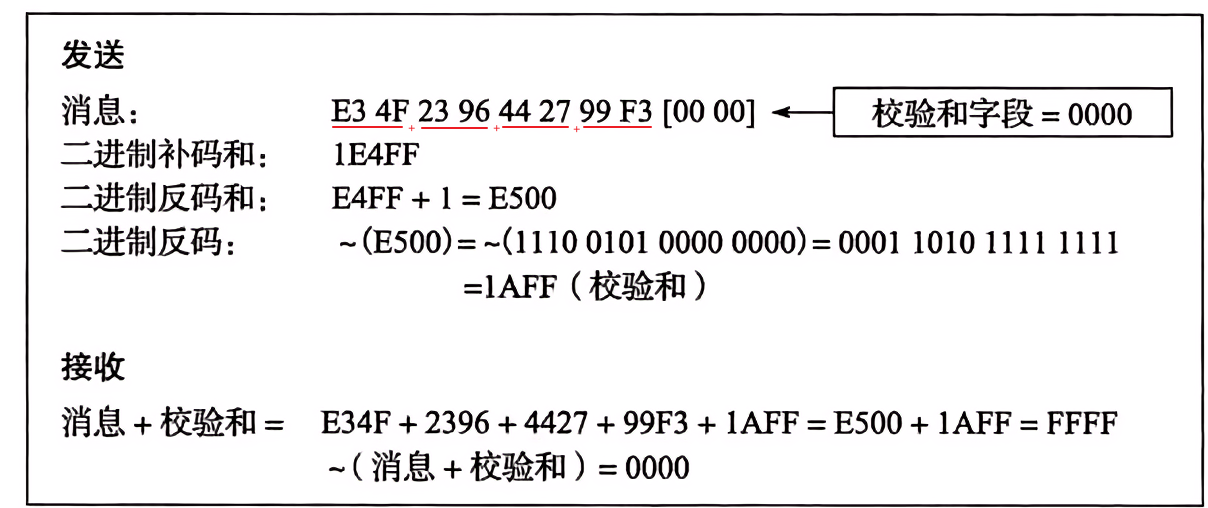 发送
消息： E3 4F + 23 96 + 44 27 + 99 F3 [00 00] 校验和字段 = 0000
二进制补码和： 1E4FF
二进制反码和： E4FF + 1 = E500
二进制反码： ~(E500) = ~(1110 0101 0000 0000) = 0001 1010 1111 1111
=1AFF（校验和）
接收
消息 + 校验和 = E34F + 2396 + 4427 + 99F3 + 1AFF = E500 + 1AFF = FFFF
~（消息 + 校验和）= 0000